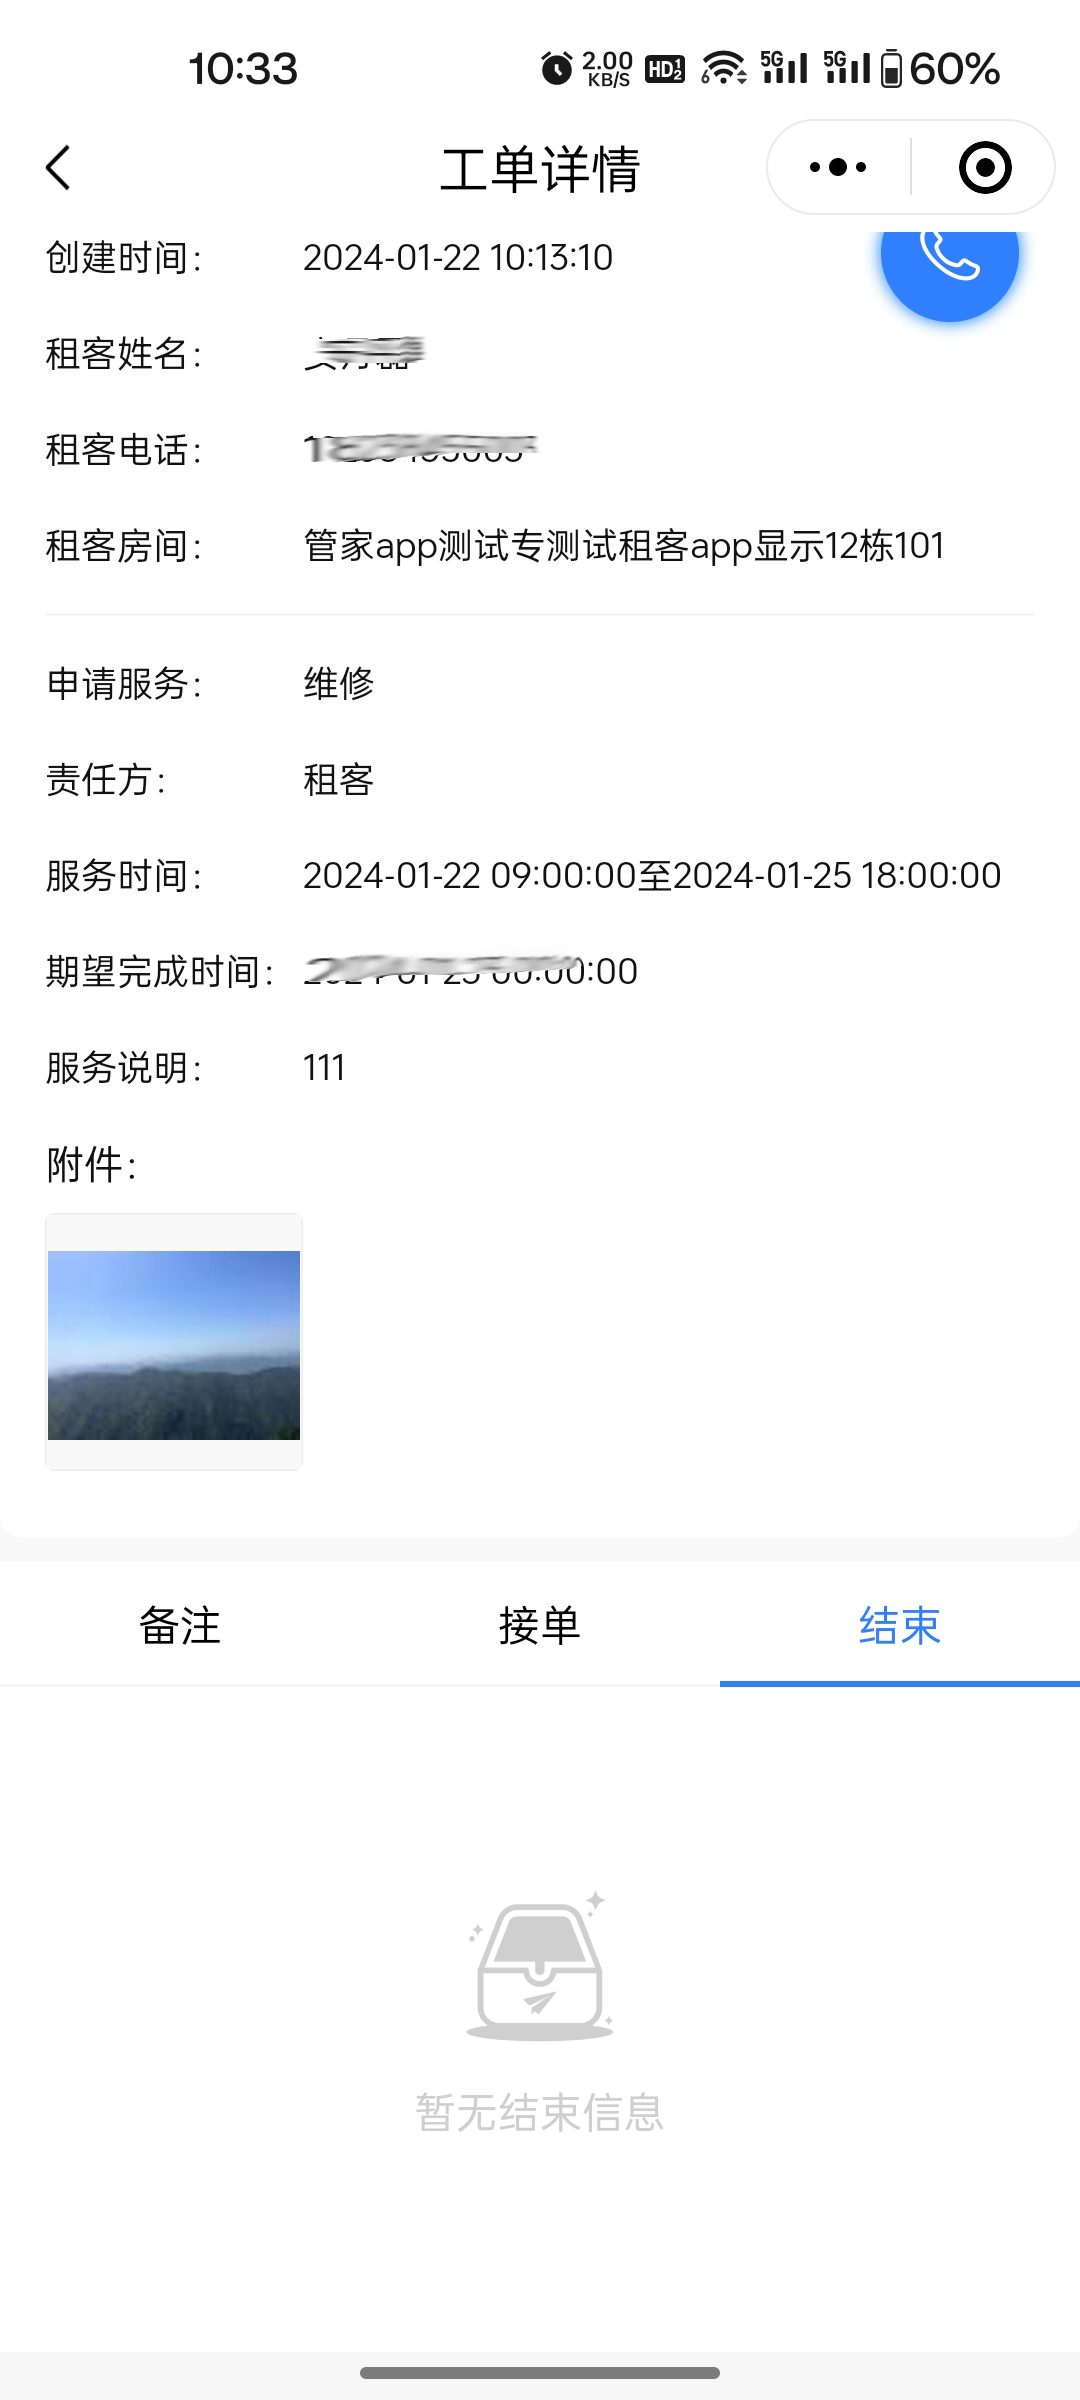 10:33
2.00 KB/S HD 1 2 6 5G 5G 60%
工单详情
创建时间： 2024-01-22 10:13:10
租客姓名：
租客电话：
租客房间： 管家app测试专测试租客app显示12栋101
申请服务： 维修
责任方： 租客
服务时间： 2024-01-22 09:00:00至2024-01-25 18:00:00
期望完成时间： :00
服务说明： 111
附件：
备注 接单 结束
暂无结束信息